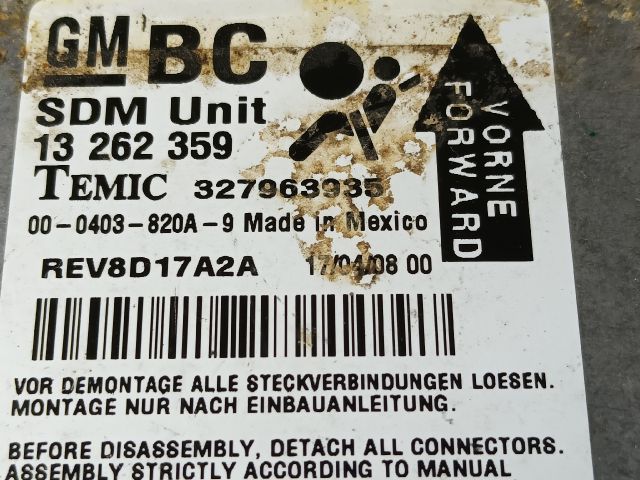 GM BC
SDM Unit
13 262 359
TEMIC 327963935
00-0403-820A-9 Made in Mexico
REV8D17A2A 17/04/08 00
VORNE
FORWARD
VOR DEMONTAGE ALLE STECKVERBINDUNGEN LOESEN.
MONTAGE NUR NACH EINBAUANLEITUNG.
BEFORE DISASSEMBLY, DETACH ALL CONNECTORS.
ASSEMBLY STRICTLY ACCORDING TO MANUAL